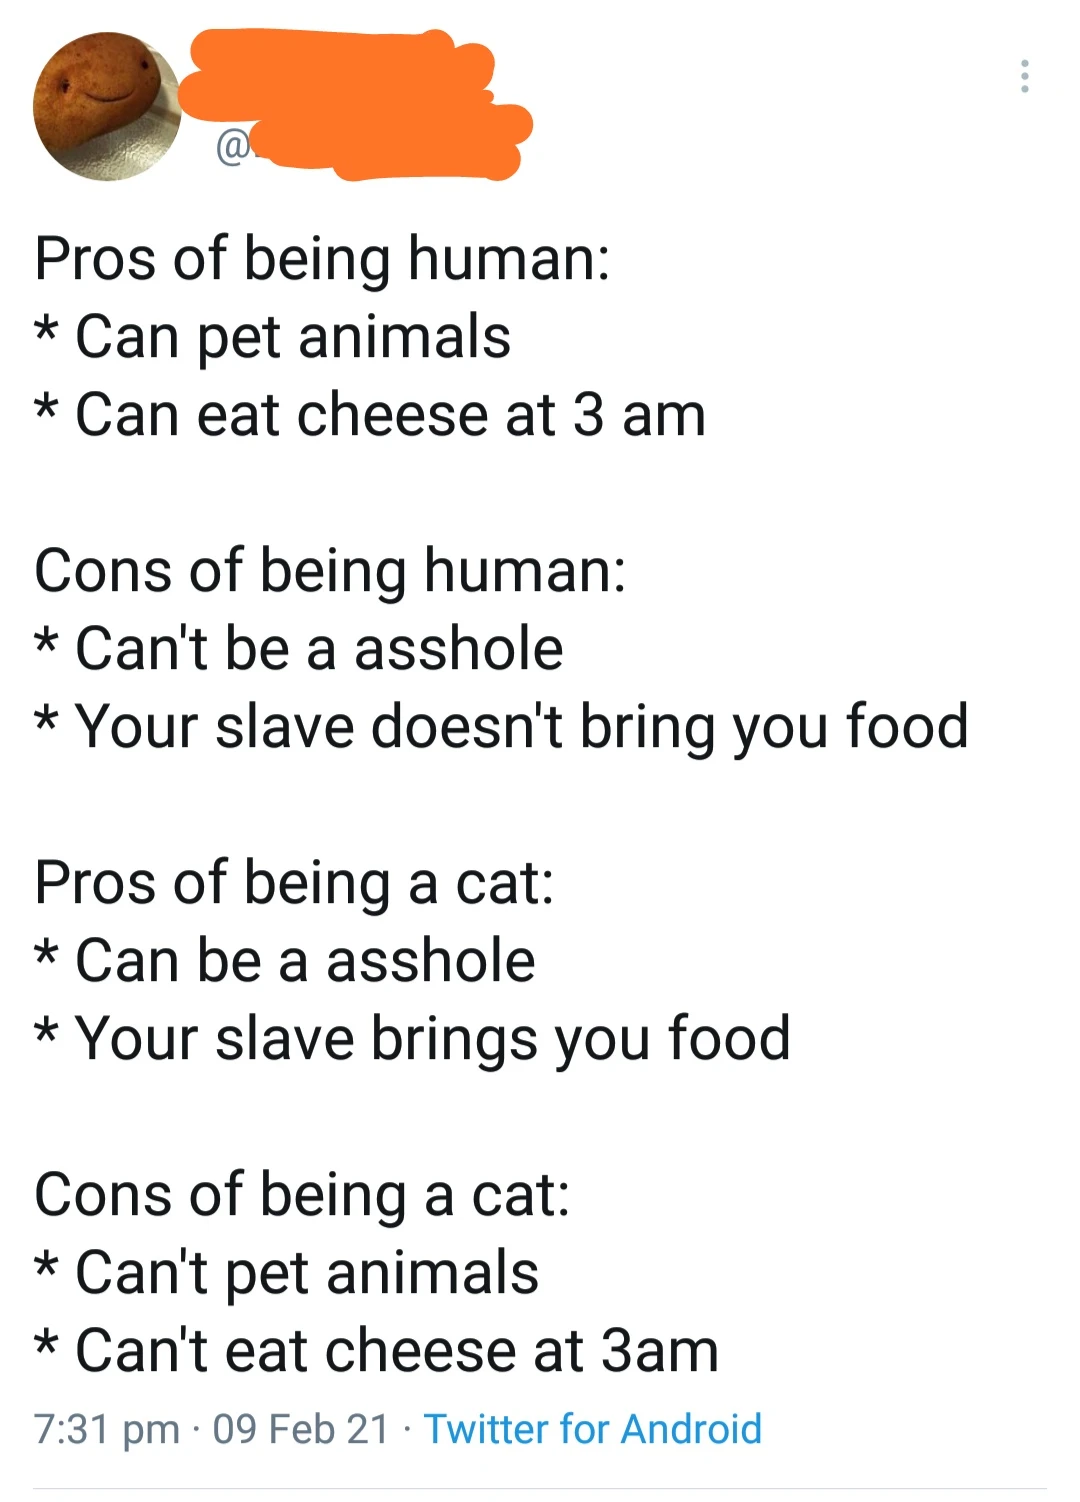 @
Pros of being human:
* Can pet animals
* Can eat cheese at 3 am
Cons of being human:
* Can't be a asshole
* Your slave doesn't bring you food
Pros of being a cat:
* Can be a asshole
* Your slave brings you food
Cons of being a cat:
* Can't pet animals
* Can't eat cheese at 3am
7:31 pm · 09 Feb 21 · Twitter for Android